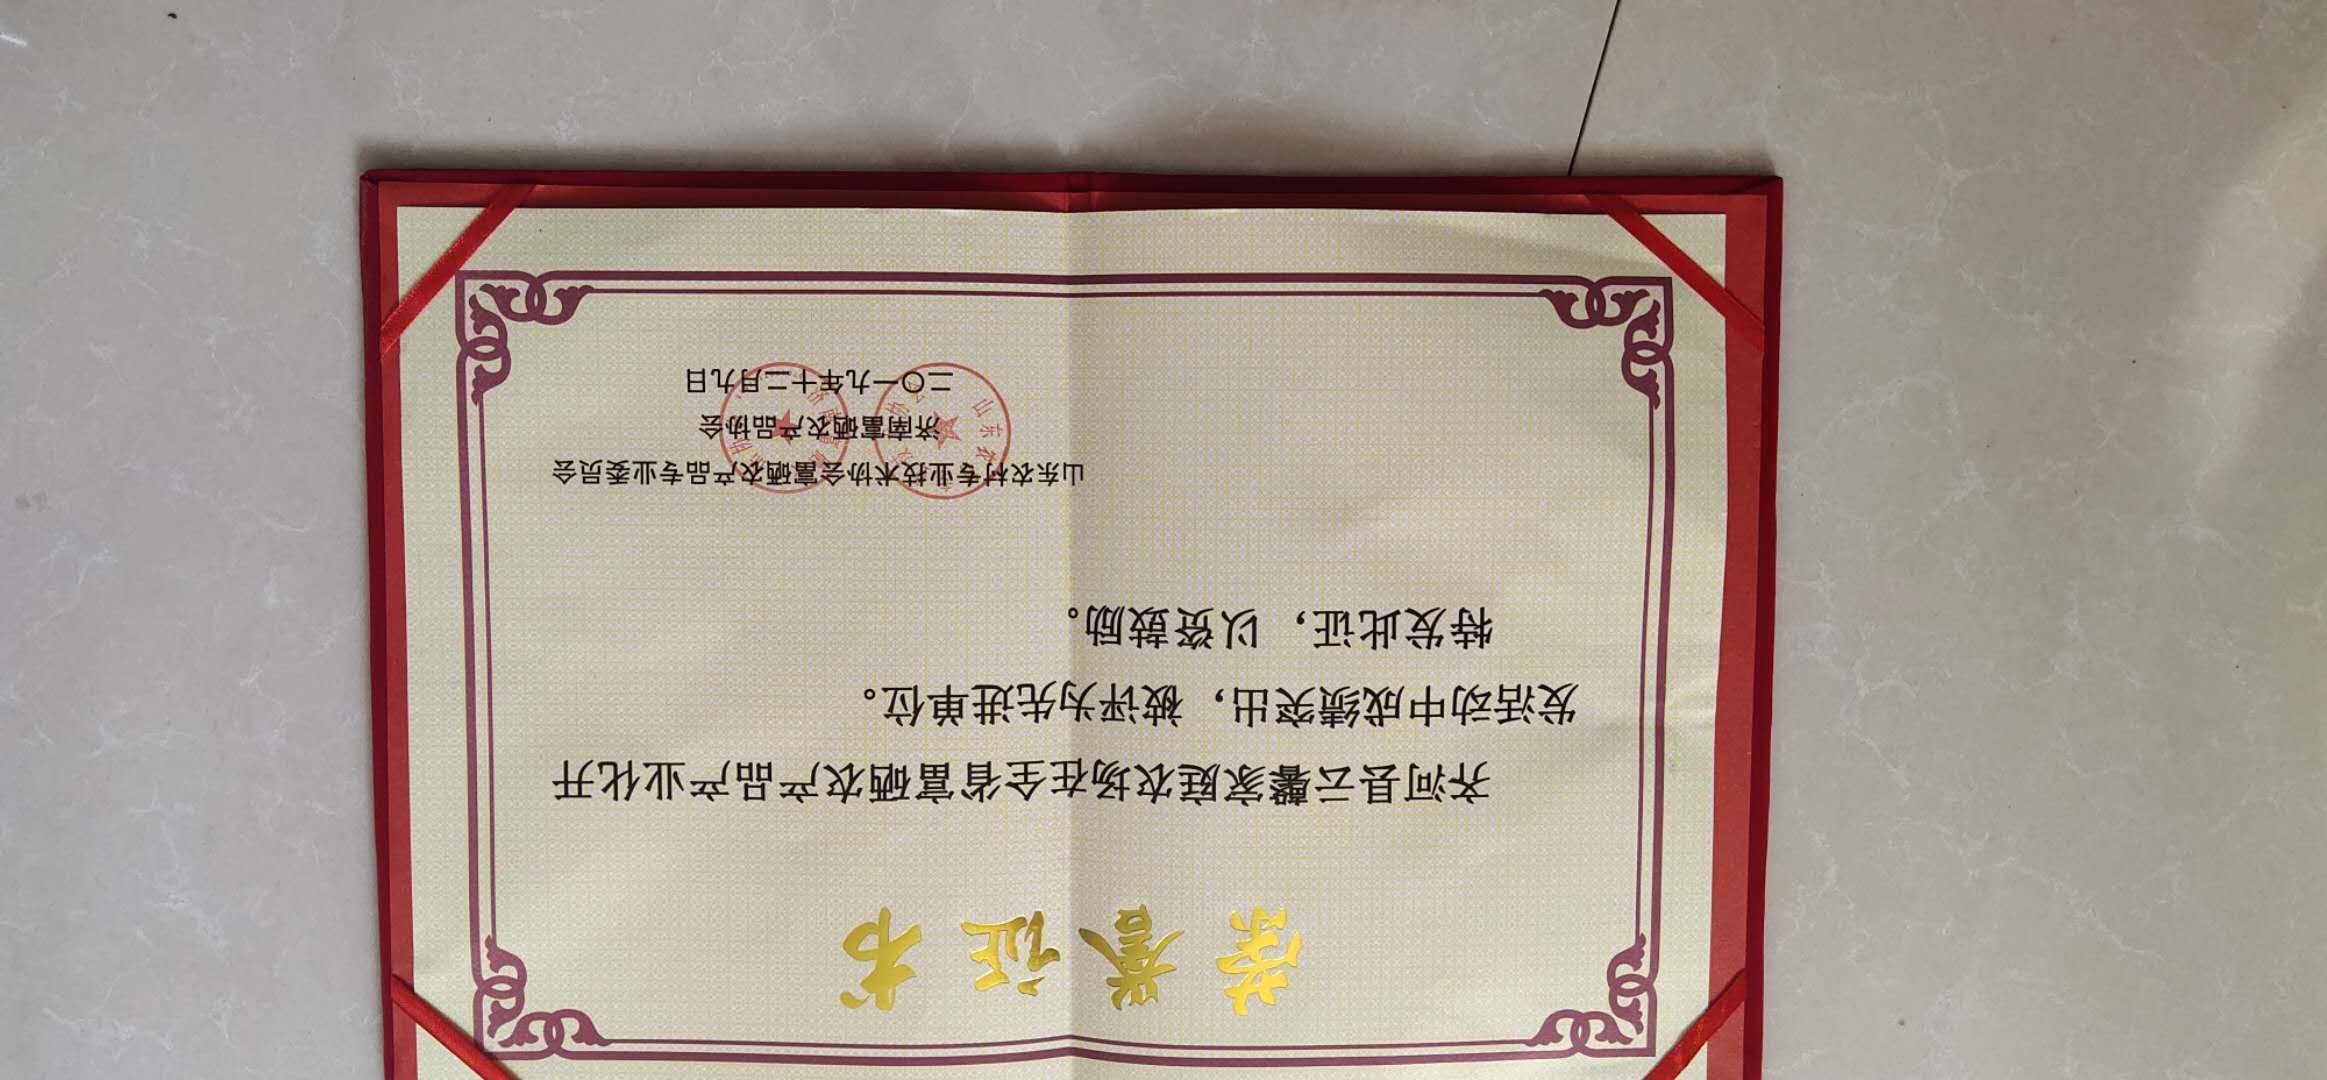 荣誉证书
齐河县云馨家庭农场在全省富硒农产品产业化开
发活动中成绩突出，被评为先进单位。
特发此证，以资鼓励。
山东农村专业技术协会富硒农产品专业委员会
济南富硒农产品协会
二〇一九年十二月九日